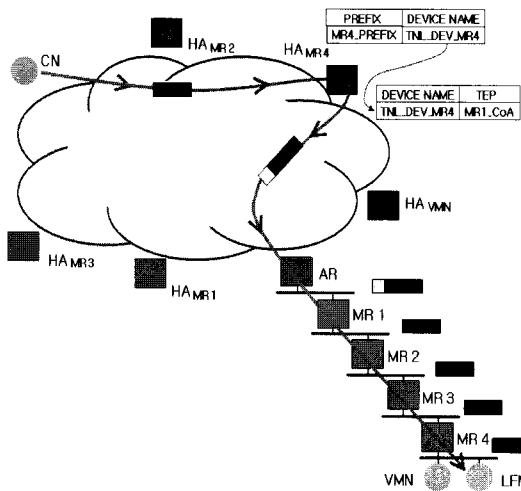 PREFIX DEVICE NAME
MR4_PREFIX TNL_DEV_MR4
HA MR2
HA MR4
CN
DEVICE NAME TEP
TNL_DEV_MR4 MR1_CoA
HA VMN
HA MR3
HA MR1
AR
MR 1
MR 2
MR 3
MR 4
VMN
LFN